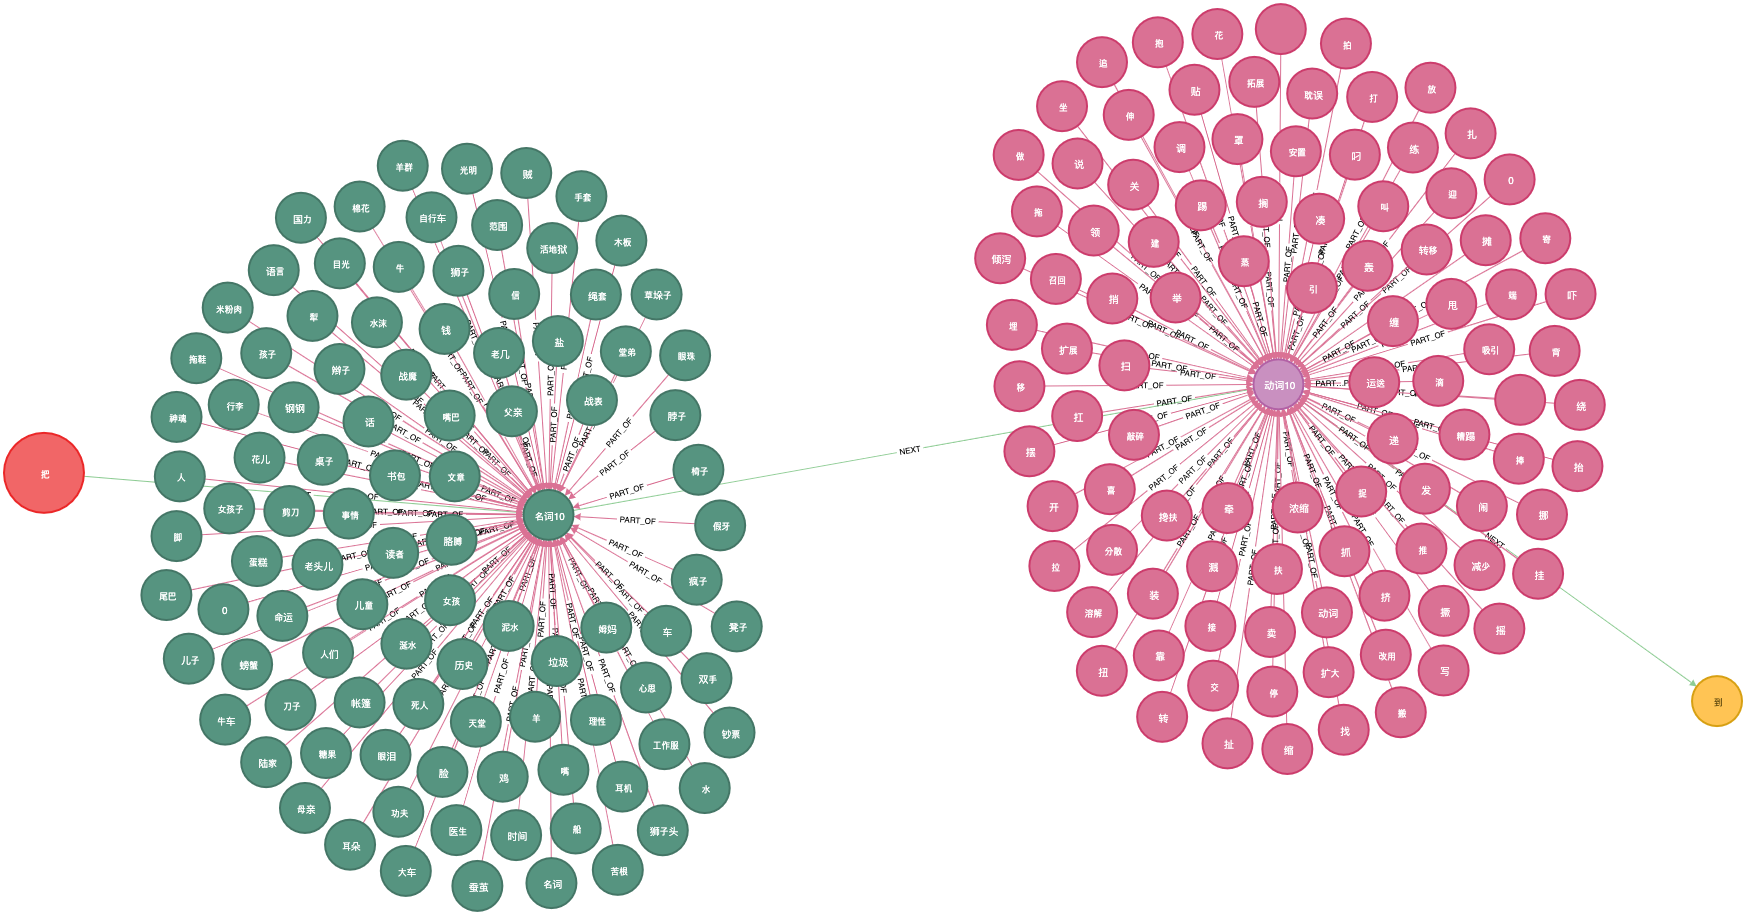 把
羊群
光明
贼
手套
国力
棉花
自行车
范围
活地狱
木板
语言
目光
牛
狮子
信
绳套
草垛子
米粉肉
犁
水沫
钱
老几
盐
堂弟
眼珠
拖鞋
孩子
辫子
战魔
父亲
战表
脖子
神魂
行李
钢钢
话
嘴巴
花儿
桌子
书包
文章
椅子
人
女孩子
剪刀
事情
名词10
假牙
脚
蛋糕
老头儿
读者
胳膊
疯子
尾巴
0
命运
儿童
女孩
泥水
姆妈
车
凳子
儿子
螃蟹
人们
涎水
历史
垃圾
心思
双手
牛车
刀子
帐篷
死人
天堂
羊
理性
工作服
钞票
陆家
糖果
眼泪
脸
鸡
嘴
耳机
水
母亲
功夫
医生
时间
船
狮子头
耳朵
大车
蚕茧
名词
苦根
PART_OF
NEXT
花
抱
拍
追
贴
拓展
耽误
打
放
坐
伸
罩
安置
叼
练
扎
做
说
调
关
踢
搁
凑
叫
迎
0
拖
领
建
蒸
引
轰
转移
摊
寄
倾泻
召回
捎
举
缠
甩
端
吓
埋
扩展
扫
吸引
背
移
动词10
运送
清
绕
扛
敲碎
递
糟蹋
捧
抬
摆
喜
搀扶
牵
浓缩
捉
发
闹
挪
开
分散
溅
扶
抓
推
减少
挂
拉
装
接
卖
动词
挤
撅
摇
溶解
靠
交
停
扩大
改用
写
扭
转
扯
缩
找
搬
NEXT
到